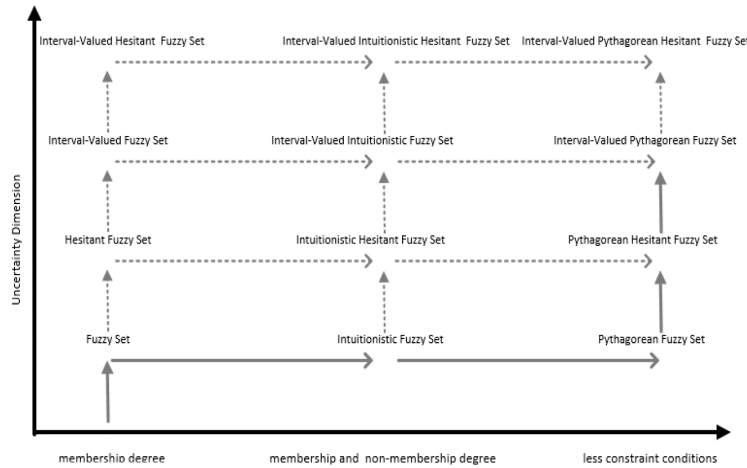 Interval-Valued Hesitant Fuzzy Set
Interval-Valued Intuitionistic Hesitant Fuzzy Set
Interval-Valued Pythagorean Hesitant Fuzzy Set
Interval-Valued Fuzzy Set
Interval-Valued Intuitionistic Fuzzy Set
Interval-Valued Pythagorean Fuzzy Set
Uncertainty Dimension
Hesitant Fuzzy Set
Intuitionistic Hesitant Fuzzy Set
Pythagorean Hesitant Fuzzy Set
Fuzzy Set
Intuitionistic Fuzzy Set
Pythagorean Fuzzy Set
membership degree
membership and non-membership degree
less constraint conditions